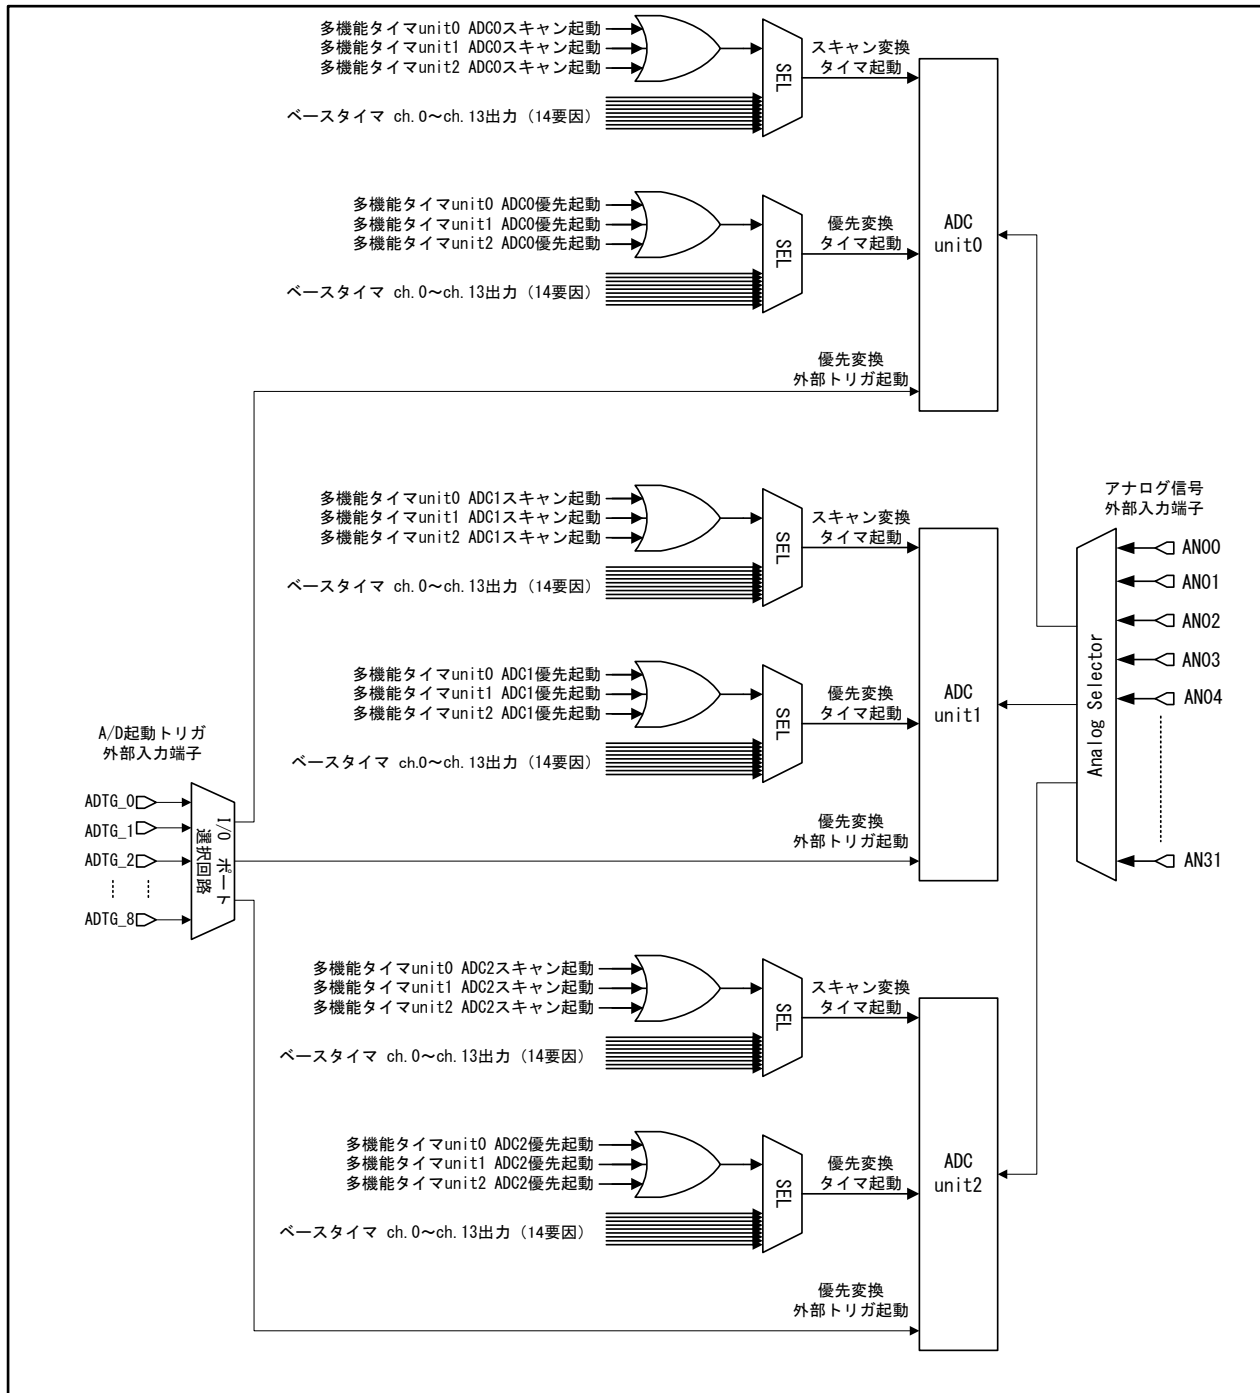 多機能タイマunit0 ADC0スキャン起動
多機能タイマunit1 ADC0スキャン起動
多機能タイマunit2 ADC0スキャン起動
ベースタイマ ch.0～ch.13出力（14要因）
SEL
スキャン変換
タイマ起動
多機能タイマunit0 ADC0優先起動
多機能タイマunit1 ADC0優先起動
多機能タイマunit2 ADC0優先起動
ベースタイマ ch.0～ch.13出力（14要因）
SEL
優先変換
タイマ起動
優先変換
外部トリガ起動
ADC
unit0
多機能タイマunit0 ADC1スキャン起動
多機能タイマunit1 ADC1スキャン起動
多機能タイマunit2 ADC1スキャン起動
ベースタイマ ch.0～ch.13出力（14要因）
SEL
スキャン変換
タイマ起動
多機能タイマunit0 ADC1優先起動
多機能タイマunit1 ADC1優先起動
多機能タイマunit2 ADC1優先起動
ベースタイマ ch.0～ch.13出力（14要因）
SEL
優先変換
タイマ起動
優先変換
外部トリガ起動
ADC
unit1
アナログ信号
外部入力端子
AN00
AN01
AN02
AN03
AN04
AN31
Analog Selector
A/D起動トリガ
外部入力端子
ADTG_0
ADTG_1
ADTG_2
ADTG_8
I/O ポート
選択回路
多機能タイマunit0 ADC2スキャン起動
多機能タイマunit1 ADC2スキャン起動
多機能タイマunit2 ADC2スキャン起動
ベースタイマ ch.0～ch.13出力（14要因）
SEL
スキャン変換
タイマ起動
多機能タイマunit0 ADC2優先起動
多機能タイマunit1 ADC2優先起動
多機能タイマunit2 ADC2優先起動
ベースタイマ ch.0～ch.13出力（14要因）
SEL
優先変換
タイマ起動
優先変換
外部トリガ起動
ADC
unit2